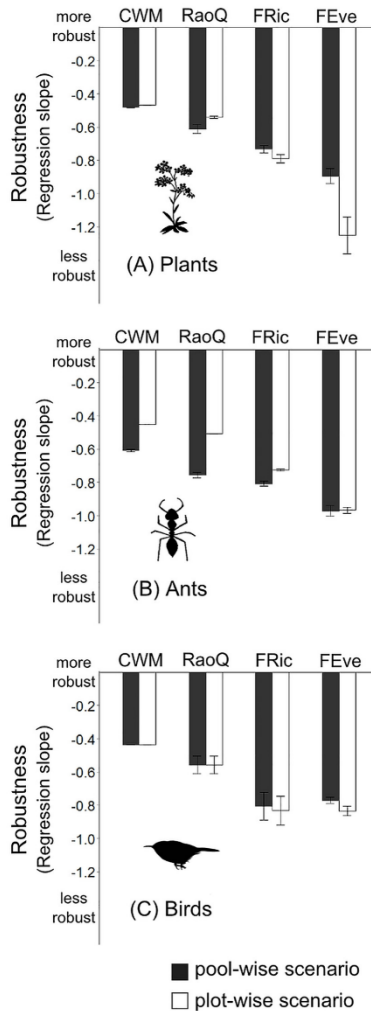 more
robust
CWM RaoQ FRic FEve
-0.2
-0.4
-0.6
-0.8
-1.0
-1.2
less
robust
Robustness
(Regression slope)
(A) Plants
more
robust
CWM RaoQ FRic FEve
-0.2
-0.4
-0.6
-0.8
-1.0
-1.2
less
robust
Robustness
(Regression slope)
(B) Ants
more
robust
CWM RaoQ FRic FEve
-0.2
-0.4
-0.6
-0.8
-1.0
-1.2
less
robust
Robustness
(Regression slope)
(C) Birds
pool-wise scenario
plot-wise scenario